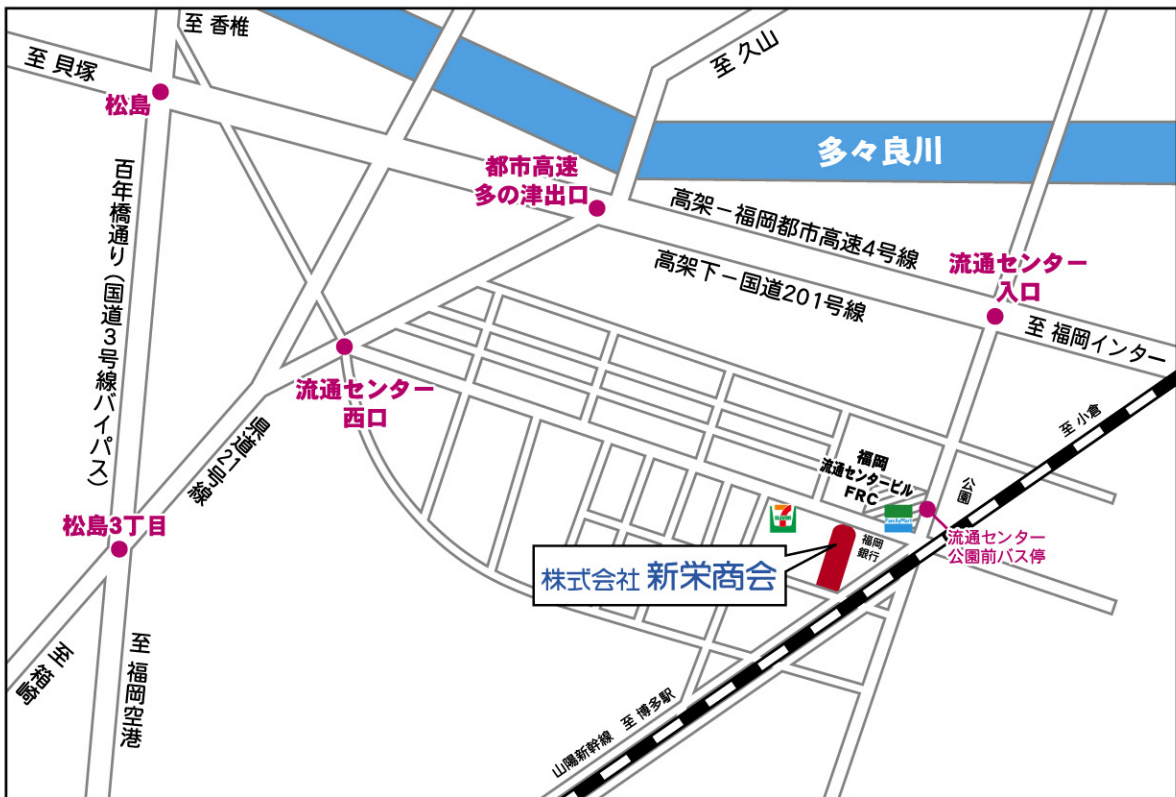 至 香椎
至 貝塚
至 久山
松島
多々良川
都市高速
多の津出口
百年橋通り（国道3号線バイパス）
高架－福岡都市高速4号線
高架下－国道201号線
流通センター
入口
至 福岡インター
流通センター
西口
県道21号線
至 小倉
福岡
流通センタービル
FRC
公園
7
ELEVEN
FamilyMart
流通センター
公園前バス停
松島3丁目
福岡
銀行
株式会社 新栄商会
至 箱崎
至 福岡空港
山陽新幹線 至 博多駅